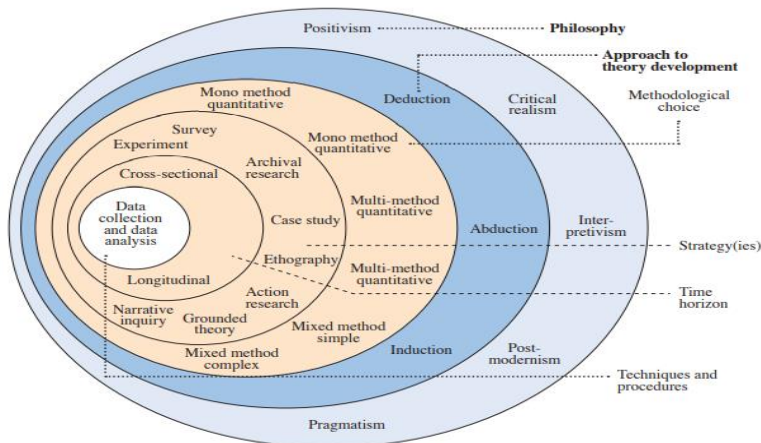 Positivism
Philosophy
Approach to
theory development
Mono method
quantitative
Deduction
Critical
realism
Methodological
choice
Survey
Experiment
Mono method
quantitative
Archival
research
Cross-sectional
Data
collection
and data
analysis
Multi-method
quantitative
Case study
Abduction
Inter-
pretivism
Strategy(ies)
Ethography
Multi-method
quantitative
Longitudinal
Time
horizon
Action
research
Narrative
inquiry
Grounded
theory
Mixed method
simple
Mixed method
complex
Induction
Post-
modernism
Techniques and
procedures
Pragmatism